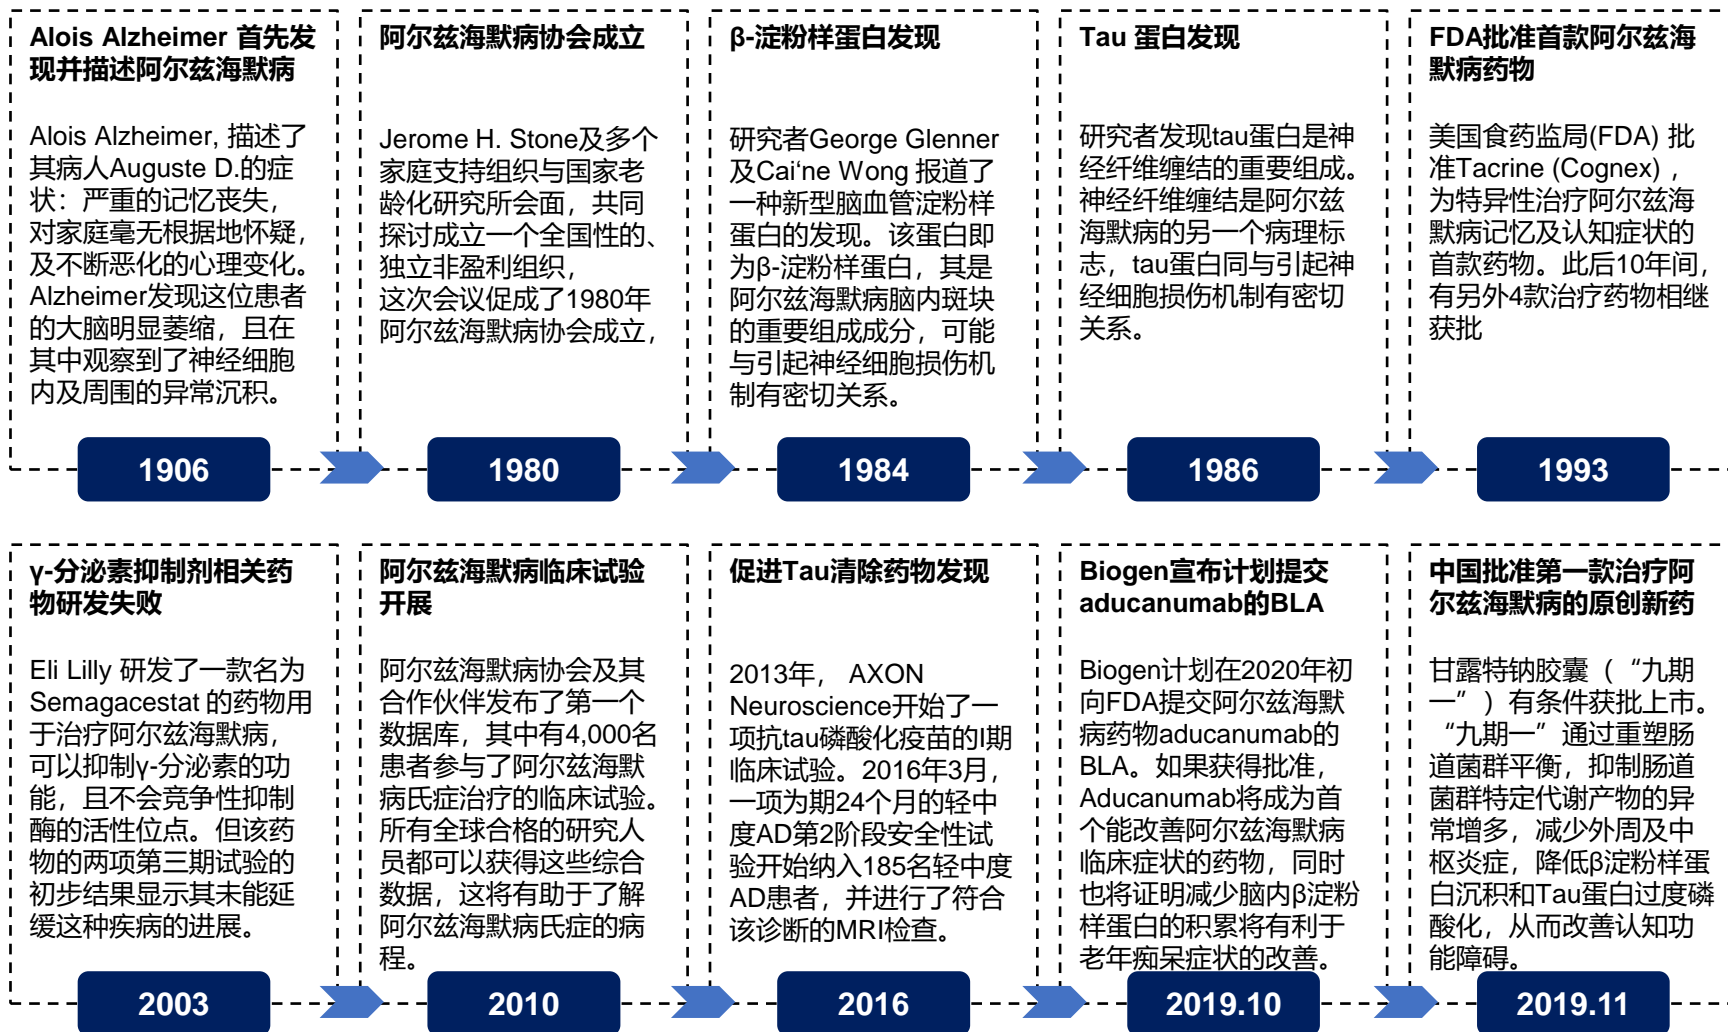 Alois Alzheimer 首先发
现并描述阿尔兹海默病
Alois Alzheimer, 描述了
其病人Auguste D.的症
状：严重的记忆丧失，
对家庭毫无根据地怀疑，
及不断恶化的心理变化。
Alzheimer发现这位患者
的大脑明显萎缩，且在
其中观察到了神经细胞
内及周围的异常沉积。
1906
阿尔兹海默病协会成立
Jerome H. Stone及多个
家庭支持组织与国家老
龄化研究所会面，共同
探讨成立一个全国性的、
独立非盈利组织，
这次会议促成了1980年
阿尔兹海默病协会成立，
1980
β-淀粉样蛋白发现
研究者George Glenner
及Cai‘ne Wong 报道了
一种新型脑血管淀粉样
蛋白的发现。该蛋白即
为β-淀粉样蛋白，其是
阿尔兹海默病脑内斑块
的重要组成成分，可能
与引起神经细胞损伤机
制有密切关系。
1984
Tau 蛋白发现
研究者发现tau蛋白是神
经纤维缠结的重要组成。
神经纤维缠结是阿尔兹
海默病的另一个病理标
志，tau蛋白同与引起神
经细胞损伤机制有密切
关系。
1986
FDA批准首款阿尔兹海
默病药物
美国食药监局(FDA) 批
准Tacrine (Cognex) ，
为特异性治疗阿尔兹海
默病记忆及认知症状的
首款药物。此后10年间，
有另外4款治疗药物相继
获批
1993
γ-分泌素抑制剂相关药
物研发失败
Eli Lilly 研发了一款名为
Semagacestat 的药物用
于治疗阿尔兹海默病，
可以抑制γ-分泌素的功
能，且不会竞争性抑制
酶的活性位点。但该药
物的两项第三期试验的
初步结果显示其未能延
缓这种疾病的进展。
2003
阿尔兹海默病临床试验
开展
阿尔兹海默病协会及其
合作伙伴发布了第一个
数据库，其中有4,000名
患者参与了阿尔兹海默
病氏症治疗的临床试验。
所有全球合格的研究人
员都可以获得这些综合
数据，这将有助于了解
阿尔兹海默病氏症的病
程。
2010
促进Tau清除药物发现
2013年， AXON
Neuroscience开始了一
项抗tau磷酸化疫苗的I期
临床试验。2016年3月，
一项为期24个月的轻中
度AD第2阶段安全性试
验开始纳入185名轻中度
AD患者，并进行了符合
该诊断的MRI检查。
2016
Biogen宣布计划提交
aducanumab的BLA
Biogen计划在2020年初
向FDA提交阿尔兹海默
病药物aducanumab的
BLA。如果获得批准，
Aducanumab将成为首
个能改善阿尔兹海默病
临床症状的药物，同时
也将证明减少脑内β淀粉
样蛋白的积累将有利于
老年痴呆症状的改善。
2019.10
中国批准第一款治疗阿
尔兹海默病的原创新药
甘露特钠胶囊（“九期
一”）有条件获批上市。
“九期一”通过重塑肠
道菌群平衡，抑制肠道
菌群特定代谢产物的异
常增多，减少外周及中
枢炎症，降低β淀粉样蛋
白沉积和Tau蛋白过度磷
酸化，从而改善认知功
能障碍。
2019.11